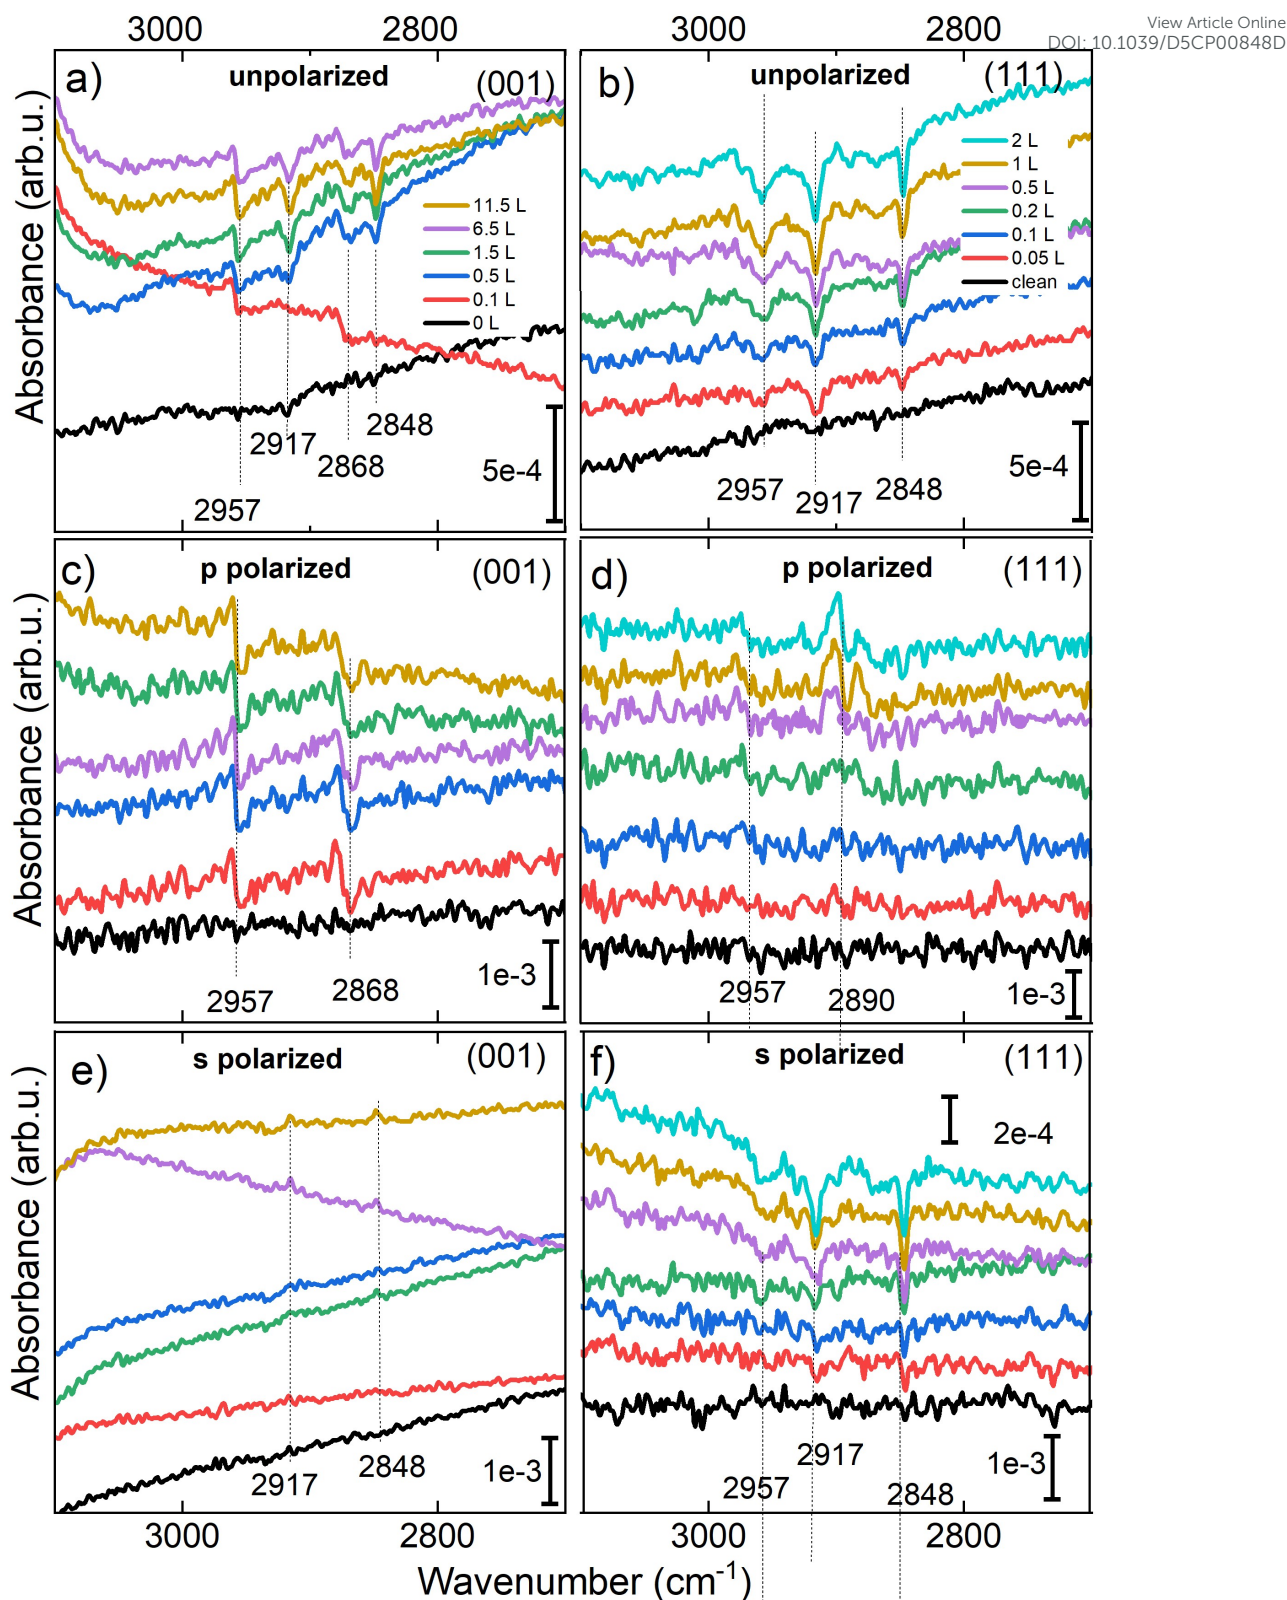 View Article Online
DOI: 10.1039/D5CP00848D
3000
2800
3000
2800
Absorbance (arb.u.)
a)
unpolarized
(001)
11.5 L
6.5 L
1.5 L
0.5 L
0.1 L
0 L
2848
2917
2868
2957
5e-4
b)
unpolarized
(111)
2 L
1 L
0.5 L
0.2 L
0.1 L
0.05 L
clean
2957
2917
2848
5e-4
Absorbance (arb.u.)
c)
p polarized
(001)
2957
2868
1e-3
d)
p polarized
(111)
2957
2890
1e-3
Absorbance (arb.u.)
e)
s polarized
(001)
2917
2848
1e-3
f)
s polarized
(111)
2e-4
2917
2957
2848
1e-3
3000
2800
3000
2800
Wavenumber (cm-1)